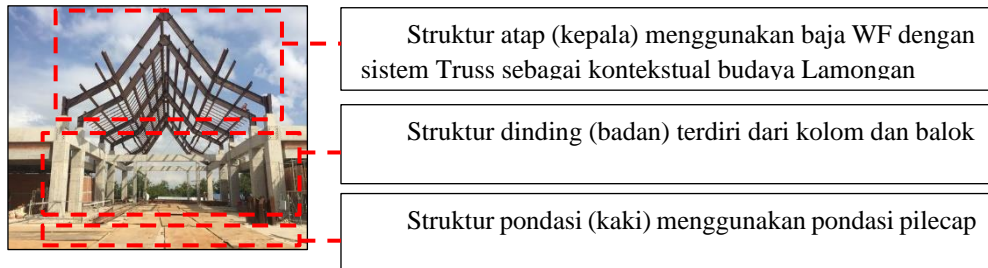 Struktur atap (kepala) menggunakan baja WF dengan
sistem Truss sebagai kontekstual budaya Lamongan
Struktur dinding (badan) terdiri dari kolom dan balok
Struktur pondasi (kaki) menggunakan pondasi pilecap